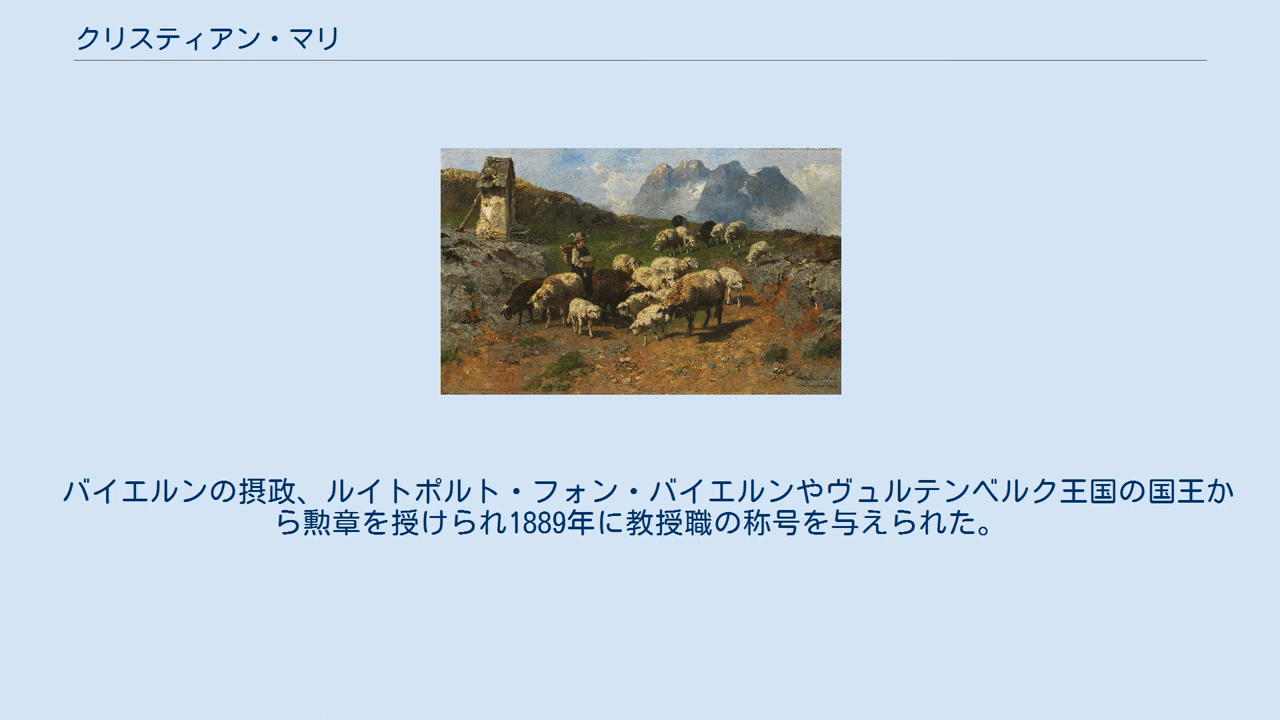 クリスティアン・マリ
バイエルンの摂政、ルイトポルト・フォン・バイエルンやヴュルテンベルク王国の国王か
ら勲章を授けられ1889年に教授職の称号を与えられた。